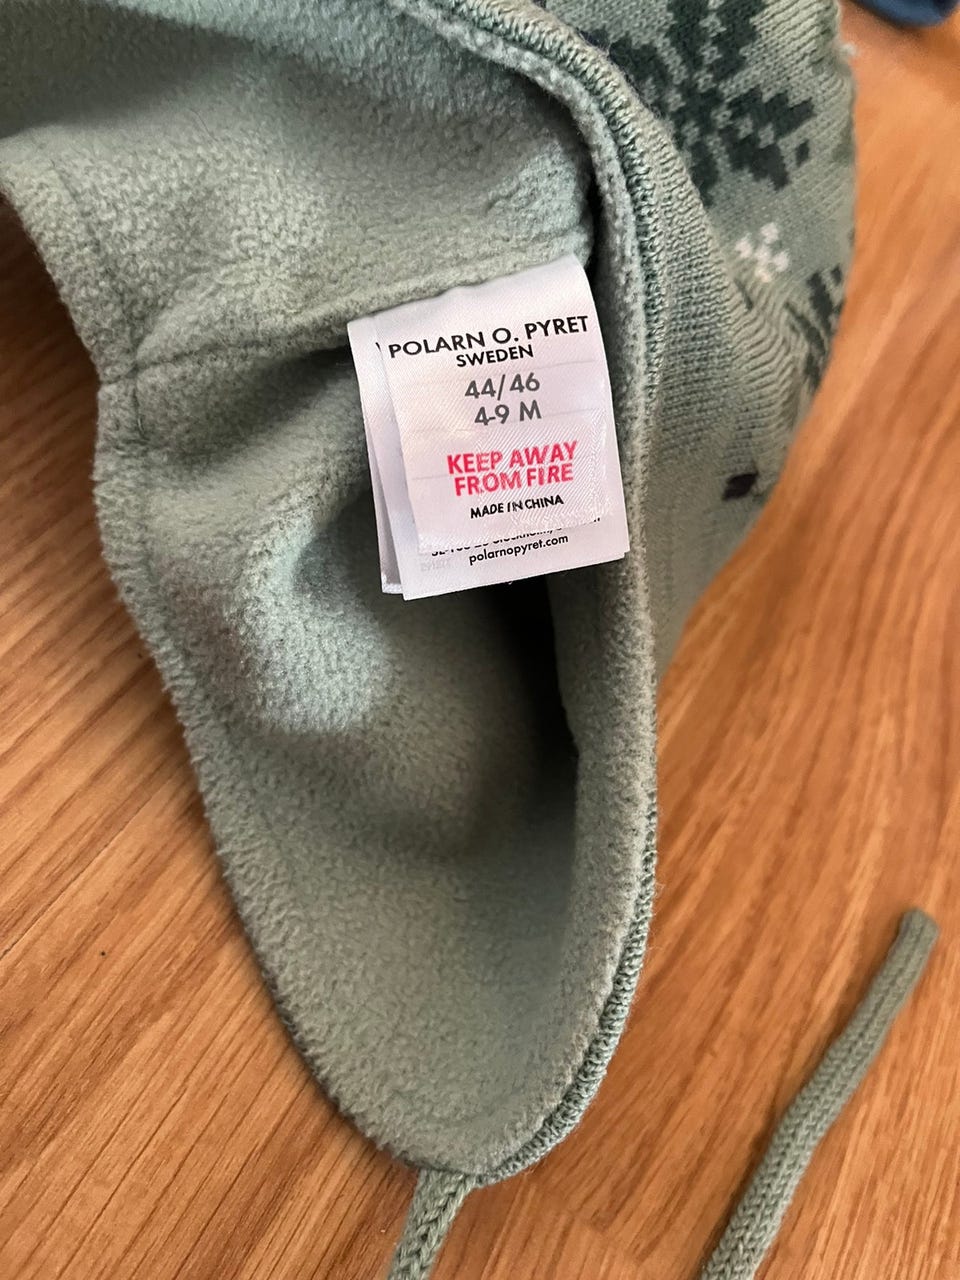 POLARN O. PYRET
SWEDEN
44/46
4-9 M
KEEP AWAY
FROM FIRE
MADE IN CHINA
polarnopyret.com